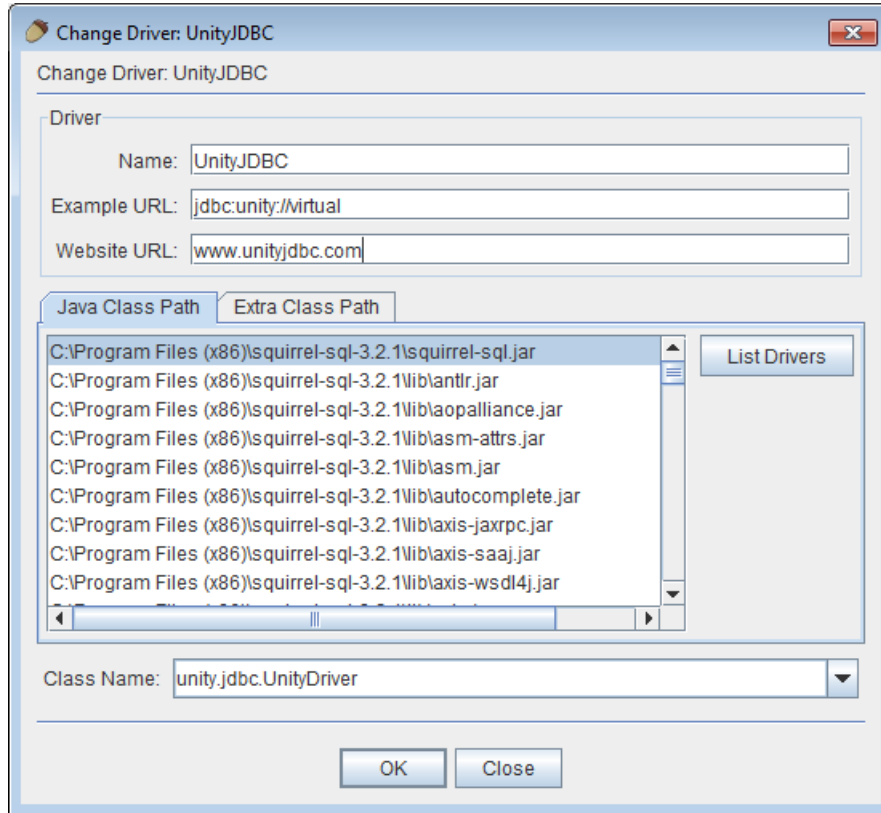 Change Driver: UnityJDBC
Change Driver: UnityJDBC
Driver
Name: UnityJDBC
Example URL: jdbc:unity://virtual
Website URL: www.unityjdbc.com
Java Class Path Extra Class Path
C:\Program Files (x86)\squirrel-sql-3.2.1\squirrel-sql.jar
List Drivers
C:\Program Files (x86)\squirrel-sql-3.2.1\lib\antlr.jar
C:\Program Files (x86)\squirrel-sql-3.2.1\lib\aopalliance.jar
C:\Program Files (x86)\squirrel-sql-3.2.1\lib\asm-attrs.jar
C:\Program Files (x86)\squirrel-sql-3.2.1\lib\asm.jar
C:\Program Files (x86)\squirrel-sql-3.2.1\lib\autocomplete.jar
C:\Program Files (x86)\squirrel-sql-3.2.1\lib\axis-jaxrpc.jar
C:\Program Files (x86)\squirrel-sql-3.2.1\lib\axis-saaj.jar
C:\Program Files (x86)\squirrel-sql-3.2.1\lib\axis-wsdl4j.jar
Class Name: unity.jdbc.UnityDriver
OK Close